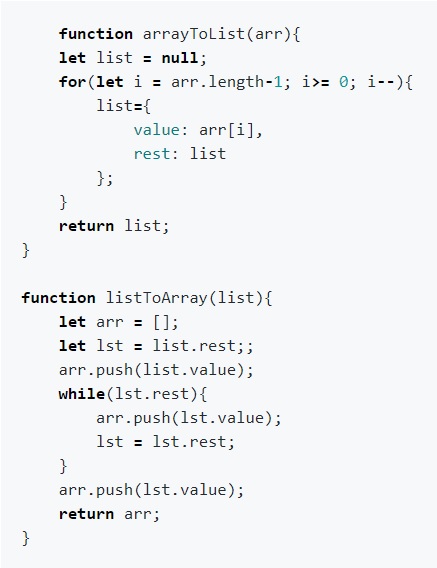 function arrayToList(arr){
let list = null;
for(let i = arr.length-1; i>= 0; i--){
list={
value: arr[i],
rest: list
};
}
return list;
}
function listToArray(list){
let arr = [];
let lst = list.rest;;
arr.push(list.value);
while(lst.rest){
arr.push(lst.value);
lst = lst.rest;
}
arr.push(lst.value);
return arr;
}